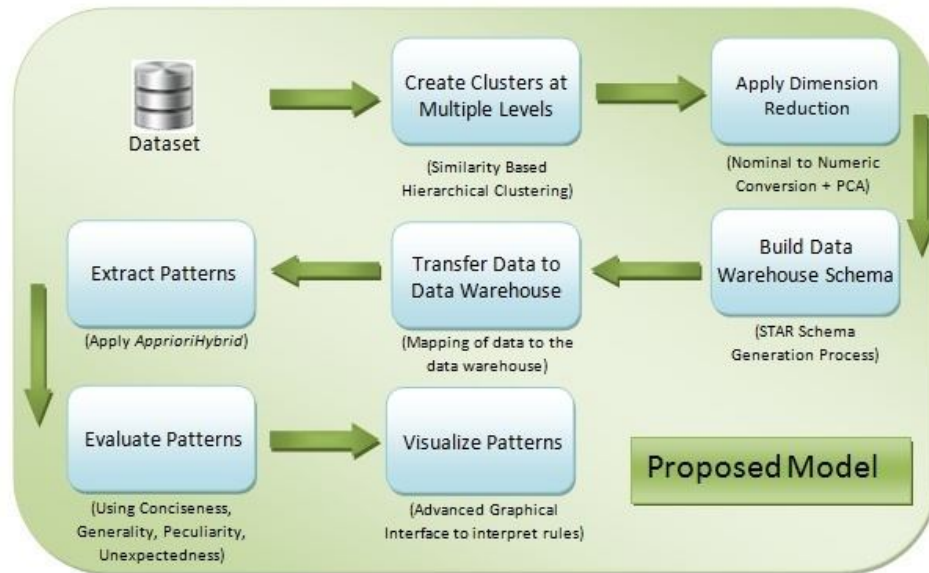 Dataset
Create Clusters at
Multiple Levels
(Similarity Based
Hierarchical Clustering)
Apply Dimension
Reduction
(Nominal to Numeric
Conversion + PCA)
Build Data
Warehouse Schema
(STAR Schema
Generation Process)
Transfer Data to
Data Warehouse
(Mapping of data to the
data warehouse)
Extract Patterns
(Apply ApprioriHybrid)
Evaluate Patterns
(Using Conciseness,
Generality, Peculiarity,
Unexpectedness)
Visualize Patterns
(Advanced Graphical
Interface to interpret rules)
Proposed Model